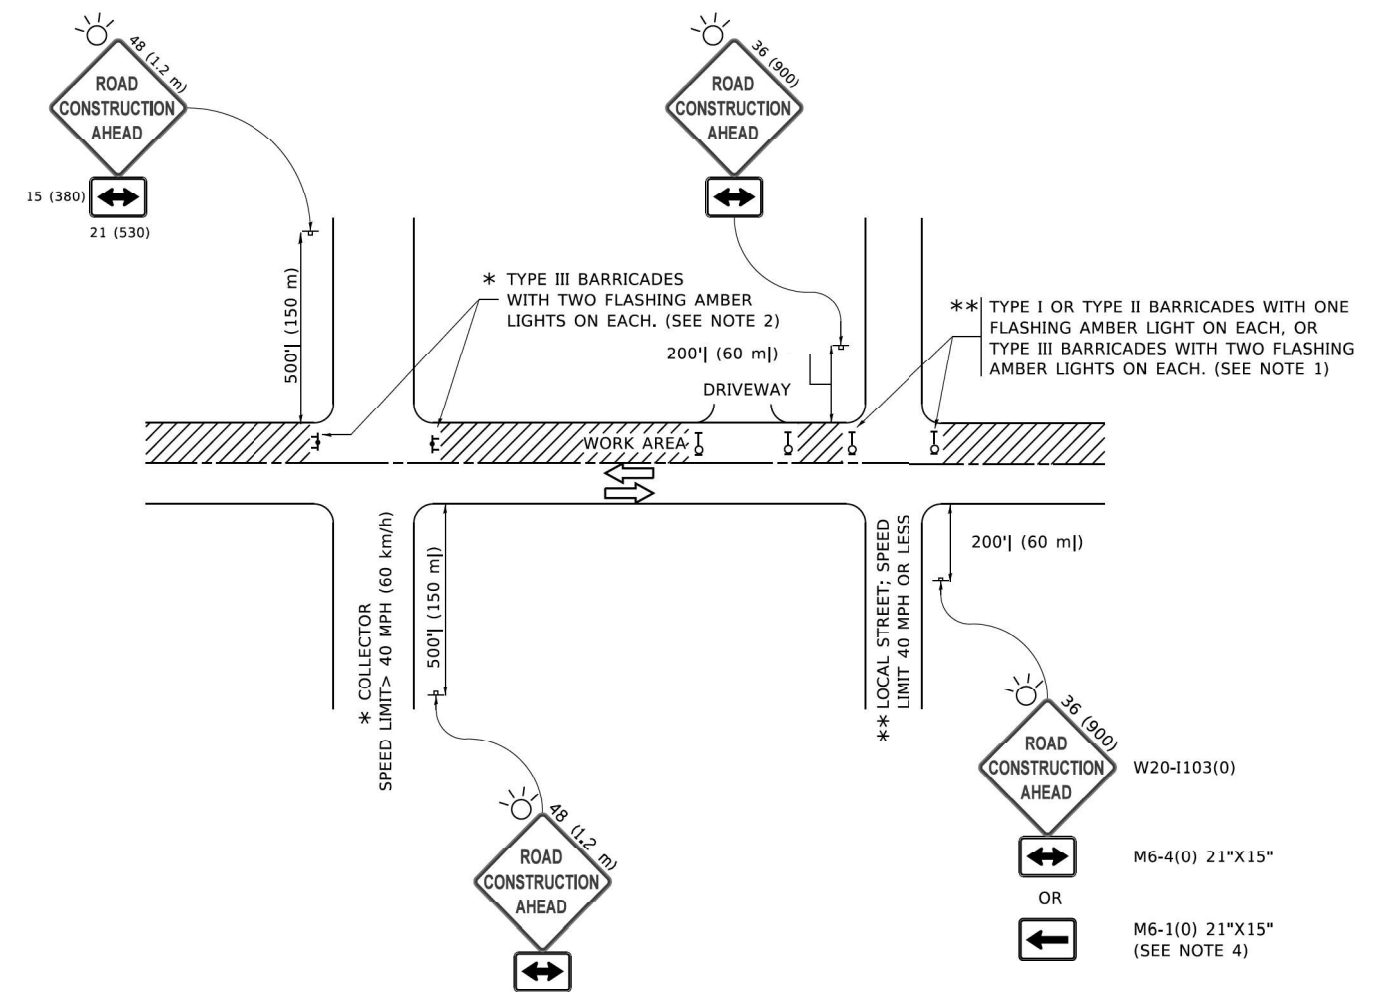 48 (1.2 m)
ROAD
CONSTRUCTION
AHEAD
15 (380)
21 (530)
36 (900)
ROAD
CONSTRUCTION
AHEAD
500'| (150 m)
* TYPE III BARRICADES
WITH TWO FLASHING AMBER
LIGHTS ON EACH. (SEE NOTE 2)
200'| (60 m|)
DRIVEWAY
** TYPE I OR TYPE II BARRICADES WITH ONE
FLASHING AMBER LIGHT ON EACH, OR
TYPE III BARRICADES WITH TWO FLASHING
AMBER LIGHTS ON EACH. (SEE NOTE 1)
WORK AREA
* COLLECTOR
SPEED LIMIT> 40 MPH (60 km/h)
500'| (150 m|)
** LOCAL STREET; SPEED
LIMIT 40 MPH OR LESS
200'| (60 m|)
48 (1.2 m)
ROAD
CONSTRUCTION
AHEAD
36 (900)
ROAD
CONSTRUCTION
AHEAD
W20-I103(0)
M6-4(0) 21"X15"
OR
M6-1(0) 21"X15"
(SEE NOTE 4)